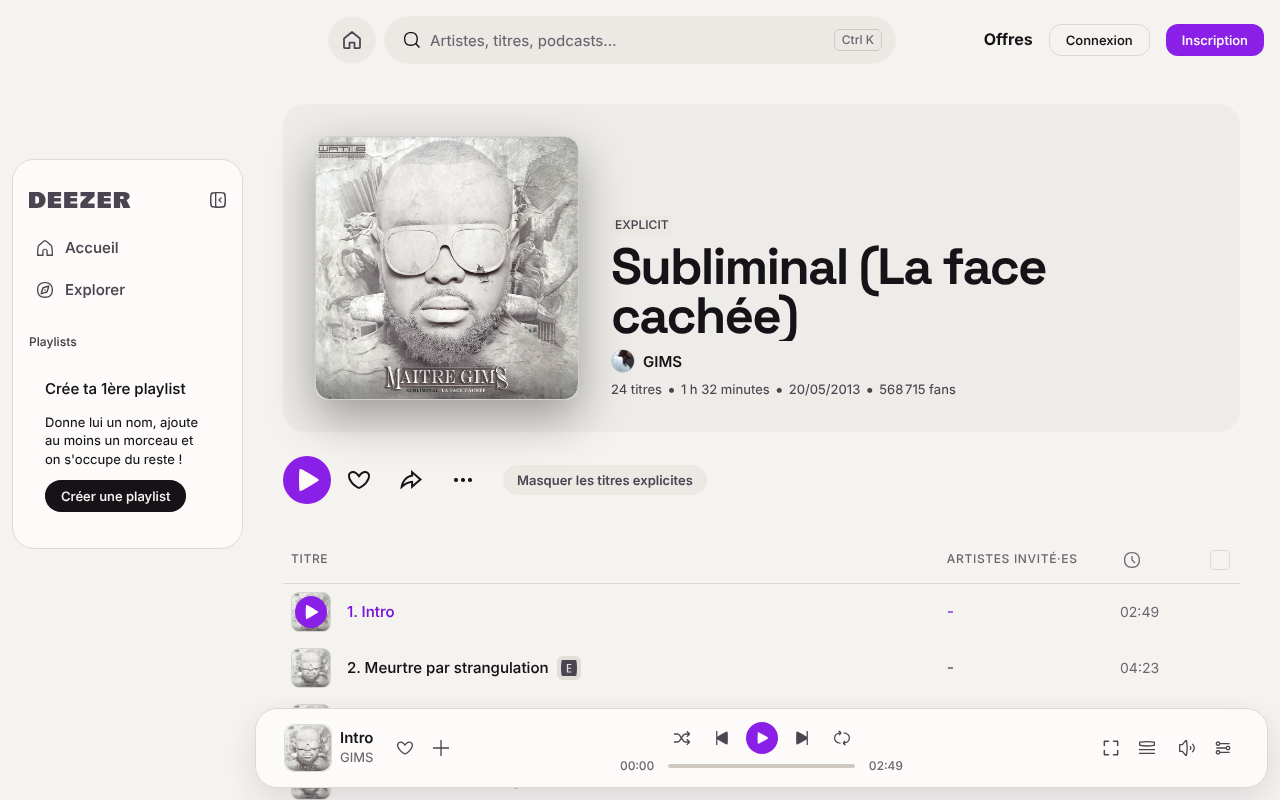 Artistes, titres, podcasts...
Ctrl K
Offres
Connexion
Inscription
DEEZER
Accueil
Explorer
Playlists
Crée ta 1ère playlist
Donne lui un nom, ajoute
au moins un morceau et
on s'occupe du reste !
Créer une playlist
WATI B
MAITRE GIMS
SUBLIMINAL LA FACE CACHÉE
EXPLICIT
Subliminal (La face
cachée)
GIMS
24 titres • 1 h 32 minutes • 20/05/2013 • 568 715 fans
Masquer les titres explicites
TITRE
ARTISTES INVITÉ·ES
1. Intro
-
02:49
2. Meurtre par strangulation
E
-
04:23
Intro
GIMS
00:00
02:49